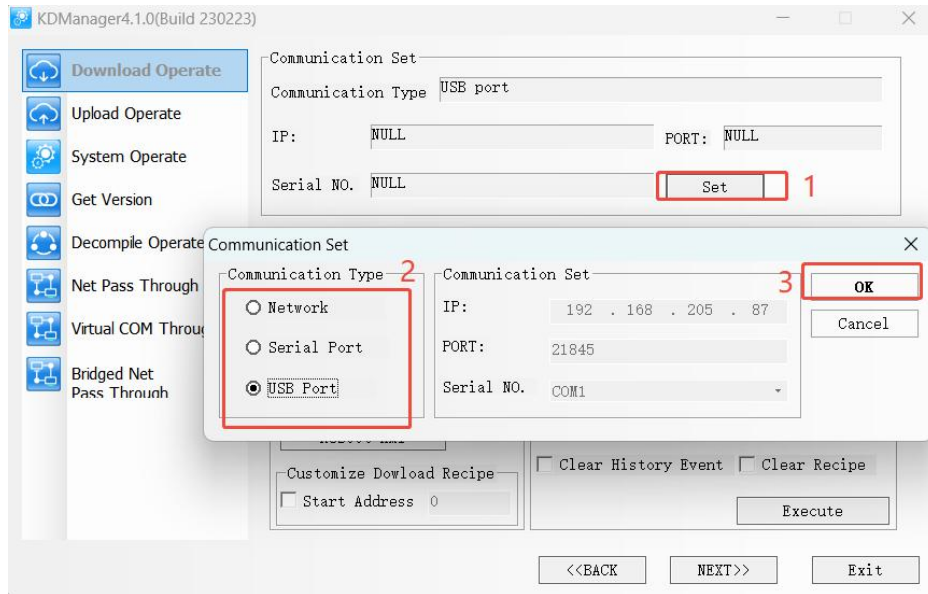 KDManager4.1.0(Build 230223)
Download Operate
Upload Operate
System Operate
Get Version
Decompile Operate
Net Pass Through
Virtual COM Throu
Bridged Net
Pass Through
Communication Set
Communication Type USB port
IP: NULL PORT: NULL
Serial NO. NULL Set 1
Communication Set
Communication Type 2
Network
Serial Port
USB Port
Communication Set
IP: 192 . 168 . 205 . 87
PORT: 21845
Serial NO. COM1
3 OK
Cancel
Customize Dowload Recipe
Start Address 0
Clear History Event Clear Recipe
Execute
<<BACK NEXT>> Exit